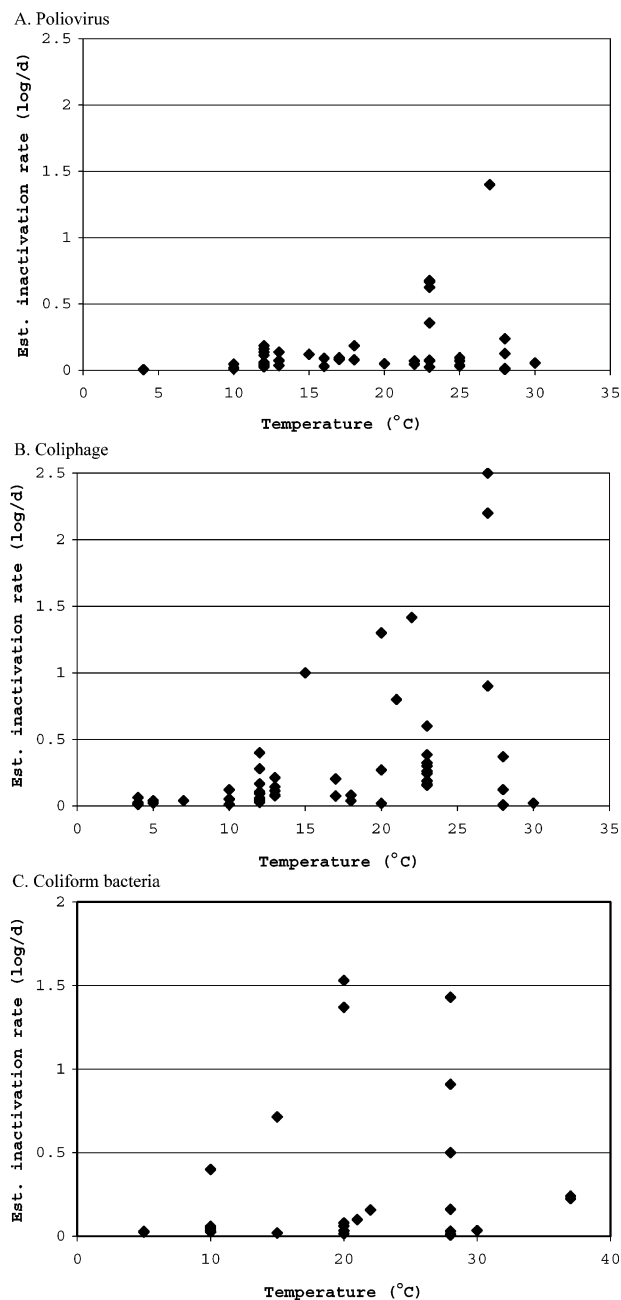 A. Poliovirus
2.5
2
1.5
1
0.5
0
Est. inactivation rate (log/d)
0 5 10 15 20 25 30 35
Temperature (°C)
B. Coliphage
2.5
2
1.5
1
0.5
0
Est. inactivation rate (log/d)
0 5 10 15 20 25 30 35
Temperature (°C)
C. Coliform bacteria
2
1.5
1
0.5
0
Est. inactivation rate (log/d)
0 10 20 30 40
Temperature (°C)